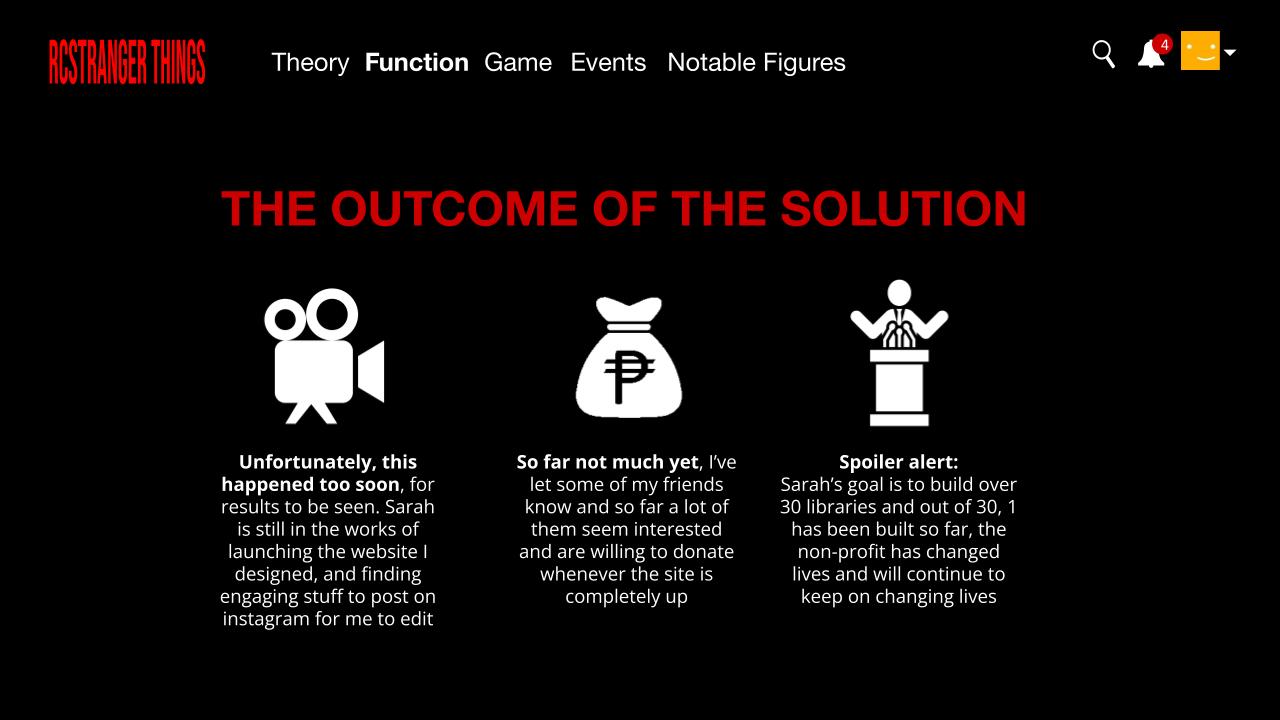 RCSTRANGER THINGS
Theory Function Game Events Notable Figures
4
THE OUTCOME OF THE SOLUTION
₱
Unfortunately, this
happened too soon, for
results to be seen. Sarah
is still in the works of
launching the website I
designed, and finding
engaging stuff to post on
instagram for me to edit
So far not much yet, I’ve
let some of my friends
know and so far a lot of
them seem interested
and are willing to donate
whenever the site is
completely up
Spoiler alert:
Sarah’s goal is to build over
30 libraries and out of 30, 1
has been built so far, the
non-profit has changed
lives and will continue to
keep on changing lives